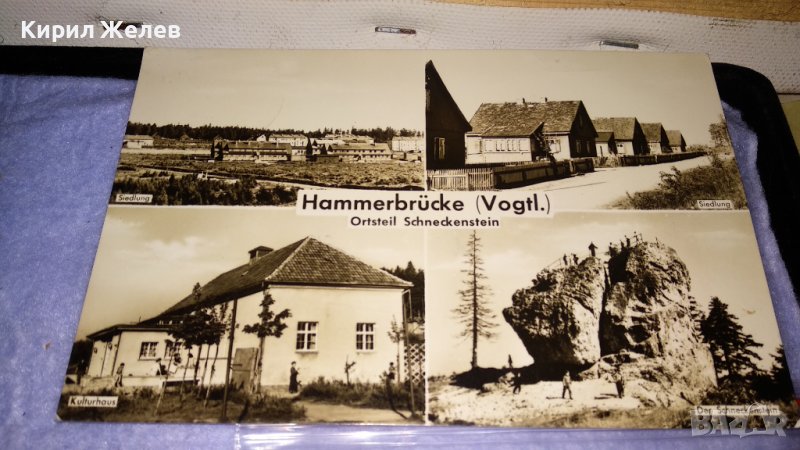 Кирил Желев
Siedlung
Siedlung
Hammerbrücke (Vogtl.)
Ortsteil Schneckenstein
Kulturhaus
Der Schneckenstein
BAZAR